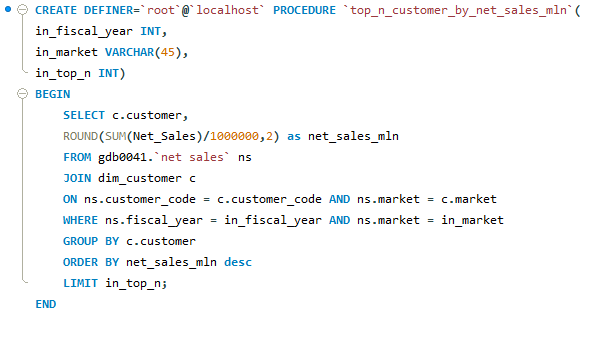 CREATE DEFINER=`root`@`localhost` PROCEDURE `top_n_customer_by_net_sales_mln`(
in_fiscal_year INT,
in_market VARCHAR(45),
in_top_n INT)
BEGIN
SELECT c.customer,
ROUND(SUM(Net_Sales)/1000000,2) as net_sales_mln
FROM gdb0041.`net sales` ns
JOIN dim_customer c
ON ns.customer_code = c.customer_code AND ns.market = c.market
WHERE ns.fiscal_year = in_fiscal_year AND ns.market = in_market
GROUP BY c.customer
ORDER BY net_sales_mln desc
LIMIT in_top_n;
END